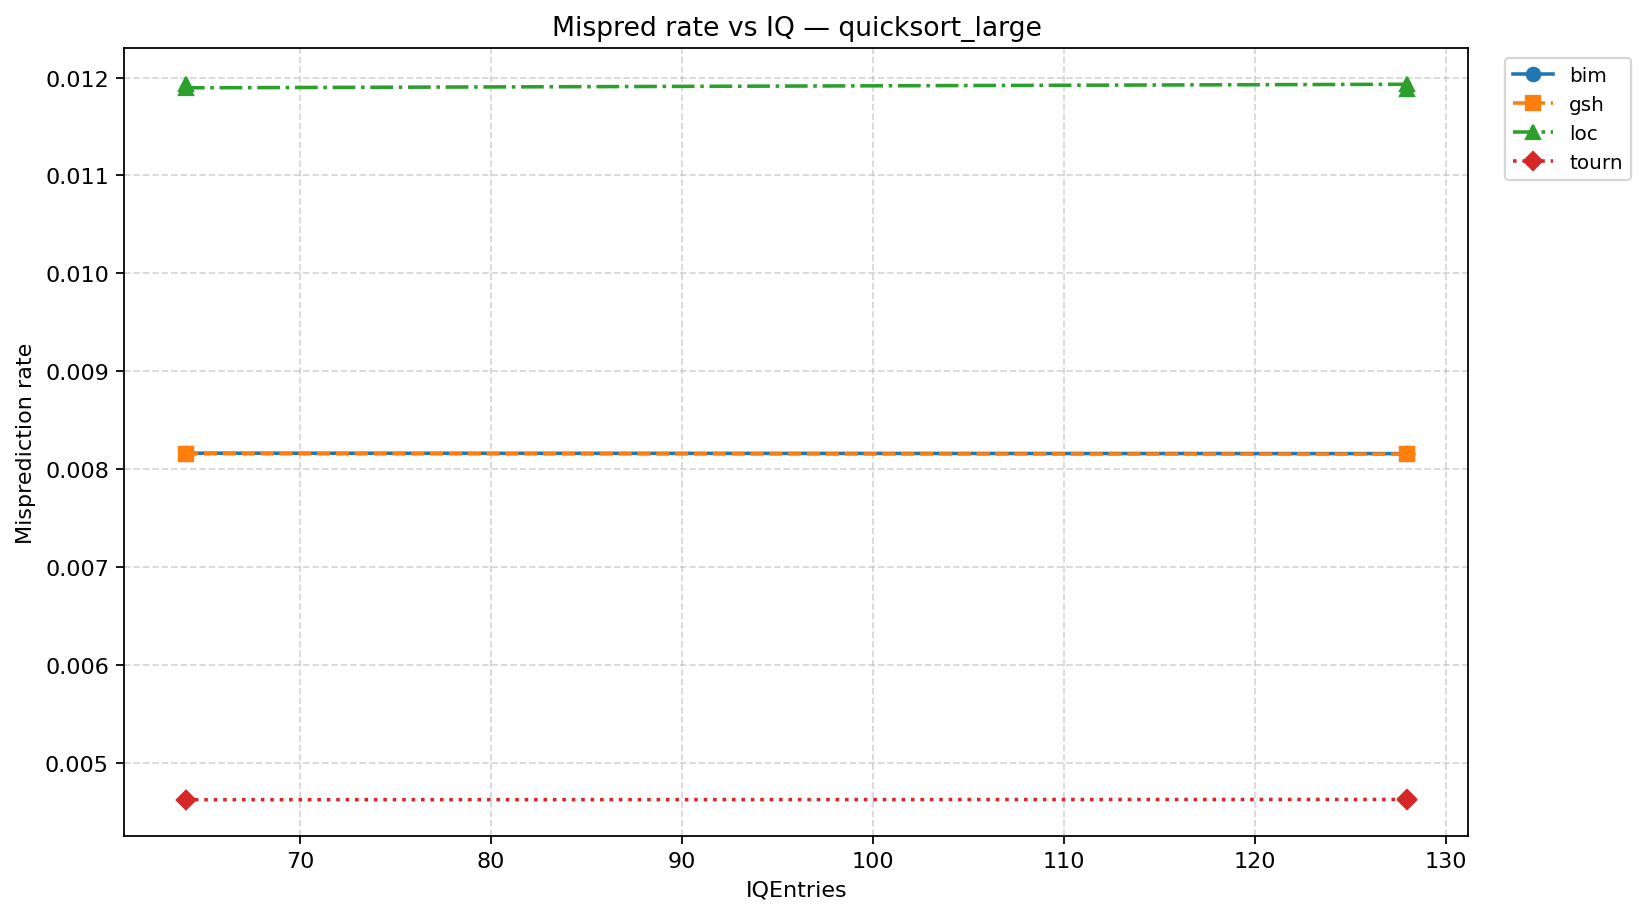 Mispred rate vs IQ — quicksort_large
Misprediction rate
0.012
0.011
0.010
0.009
0.008
0.007
0.006
0.005
70
80
90
100
110
120
130
IQEntries
bim
gsh
loc
tourn